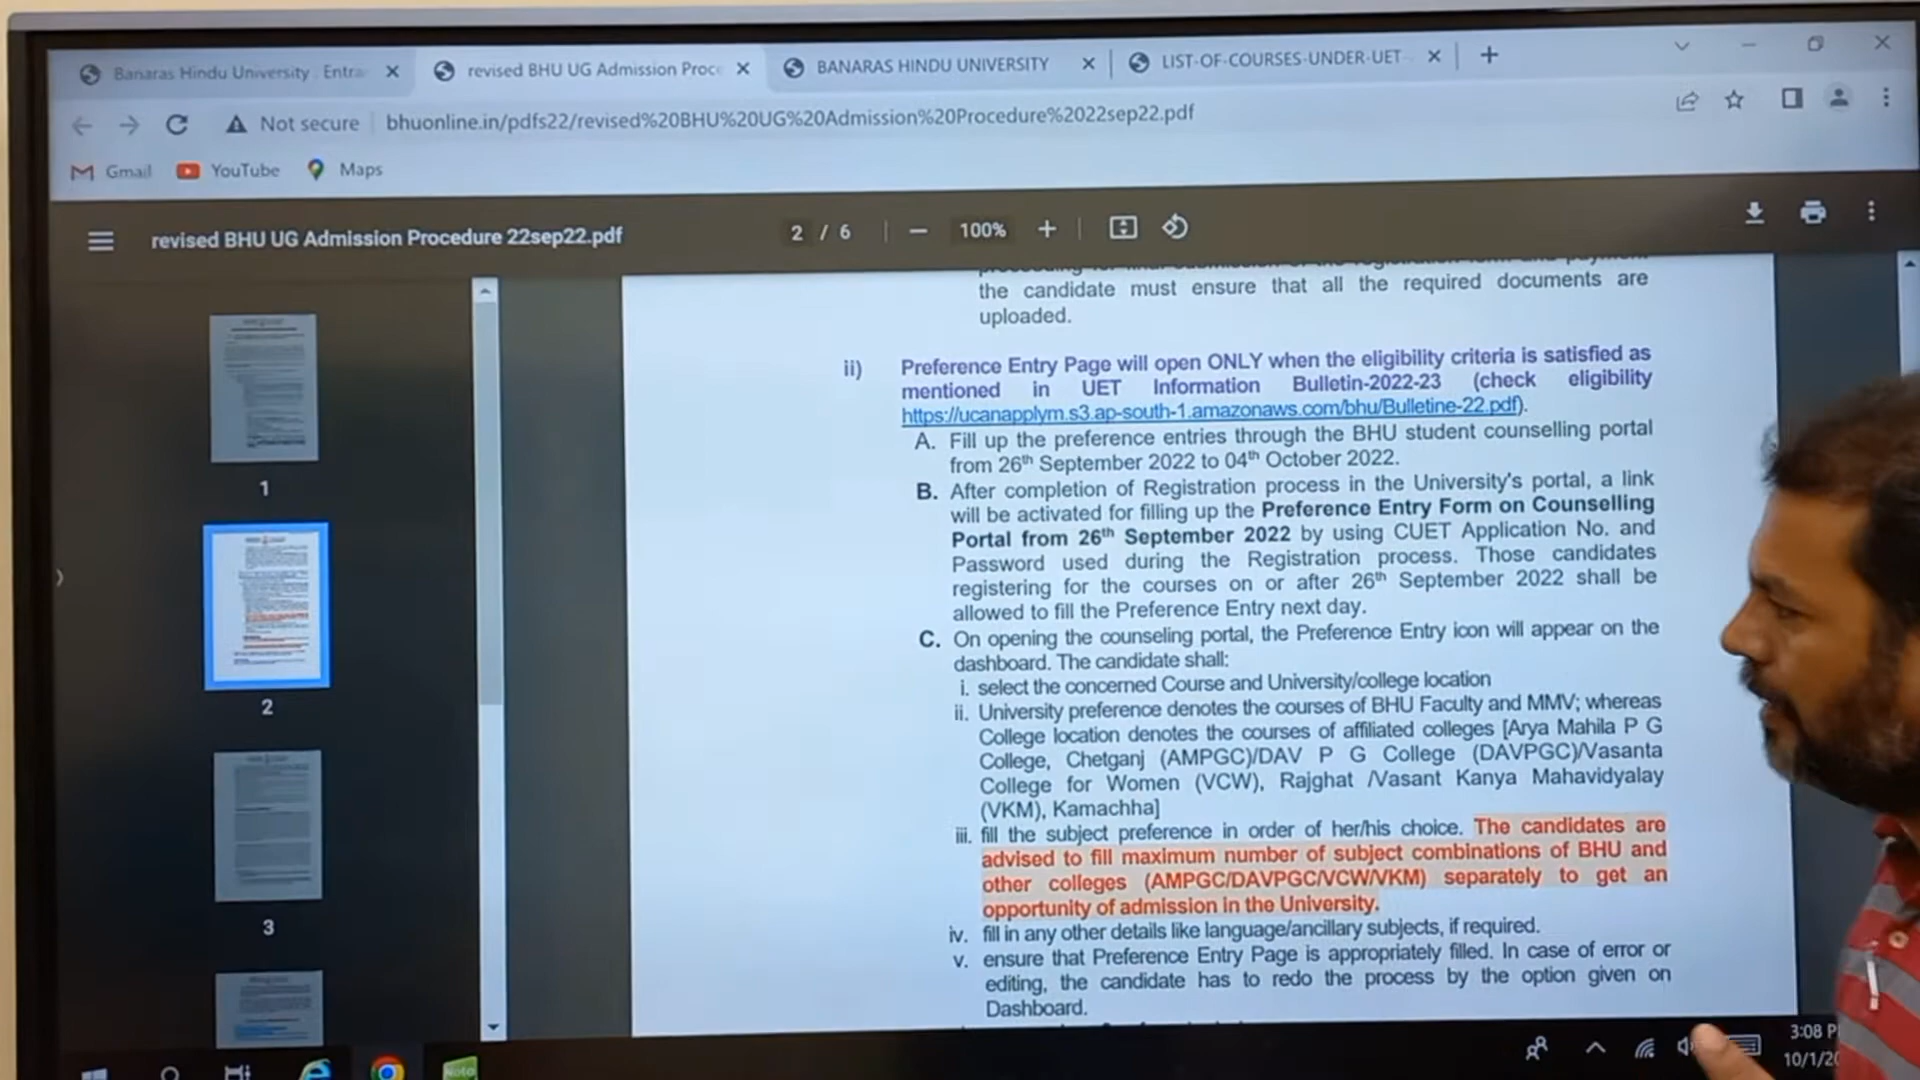 Banaras Hindu University . Entra
revised BHU UG Admission Proce
BANARAS HINDU UNIVERSITY
LIST-OF-COURSES-UNDER-UET
Not secure
bhuonline.in/pdfs22/revised%20BHU%20UG%20Admission%20Procedure%2022sep22.pdf
Gmail YouTube Maps
revised BHU UG Admission Procedure 22sep22.pdf
2 / 6
100%
1
2
3
the candidate must ensure that all the required documents are
uploaded.
ii) Preference Entry Page will open ONLY when the eligibility criteria is satisfied as
mentioned in UET Information Bulletin-2022-23 (check eligibility
https://ucanapplym.s3.ap-south-1.amazonaws.com/bhu/Bulletine-22.pdf).
A. Fill up the preference entries through the BHU student counselling portal
from 26th September 2022 to 04th October 2022.
B. After completion of Registration process in the University's portal, a link
will be activated for filling up the Preference Entry Form on Counselling
Portal from 26th September 2022 by using CUET Application No. and
Password used during the Registration process. Those candidates
registering for the courses on or after 26th September 2022 shall be
allowed to fill the Preference Entry next day.
C. On opening the counseling portal, the Preference Entry icon will appear on the
dashboard. The candidate shall:
i. select the concerned Course and University/college location
ii. University preference denotes the courses of BHU Faculty and MMV; whereas
College location denotes the courses of affiliated colleges [Arya Mahila P G
College, Chetganj (AMPGC)/DAV P G College (DAVPGC)/Vasanta
College for Women (VCW), Rajghat /Vasant Kanya Mahavidyalay
(VKM), Kamachha]
iii. fill the subject preference in order of her/his choice. The candidates are
advised to fill maximum number of subject combinations of BHU and
other colleges (AMPGC/DAVPGC/VCW/VKM) separately to get an
opportunity of admission in the University.
iv. fill in any other details like language/ancillary subjects, if required.
v. ensure that Preference Entry Page is appropriately filled. In case of error or
editing, the candidate has to redo the process by the option given on
Dashboard.
3:08 P
10/1/20